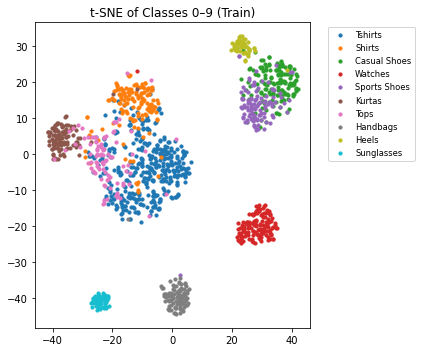 t-SNE of Classes 0–9 (Train)
30
20
10
0
−10
−20
−30
−40
−40
−20
0
20
40
Tshirts
Shirts
Casual Shoes
Watches
Sports Shoes
Kurtas
Tops
Handbags
Heels
Sunglasses